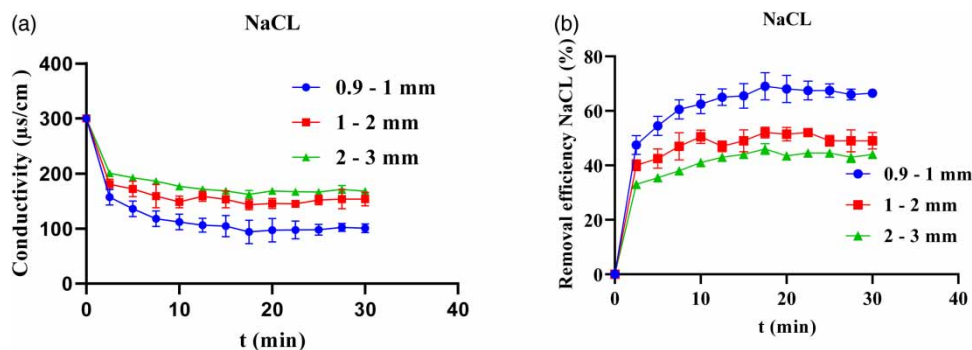 (a)
NaCL
Conductivity (μs/cm)
400
300
200
100
0
0
10
20
30
40
t (min)
0.9 - 1 mm
1 - 2 mm
2 - 3 mm
(b)
NaCL
Removal efficiency NaCL (%)
80
60
40
20
0
0
10
20
30
40
t (min)
0.9 - 1 mm
1 - 2 mm
2 - 3 mm